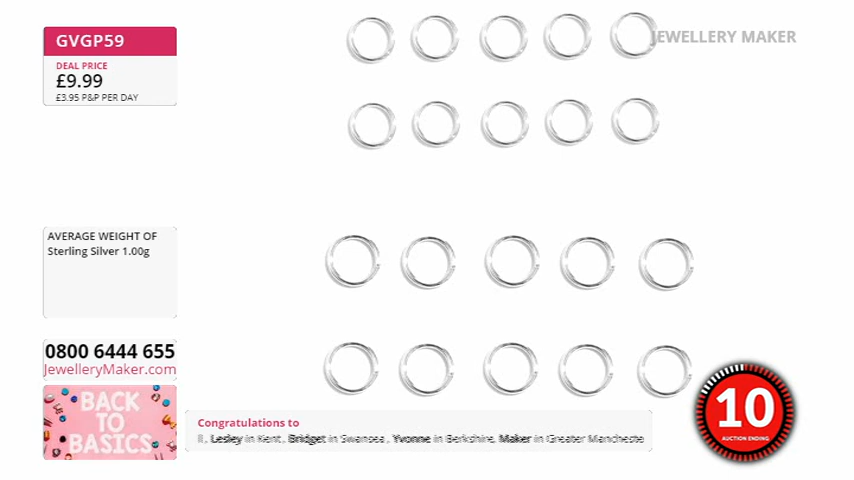 GVGP59
DEAL PRICE
£9.99
£3.95 P&P PER DAY
JEWELLERY MAKER
AVERAGE WEIGHT OF
Sterling Silver 1.00g
0800 6444 655
JewelleryMaker.com
BACK
TO
BASICS
Congratulations to
Lesley in Kent, Bridget in Swansea, Yvonne in Berkshire, Maker in Greater Mancheste
10
AUCTION ENDING